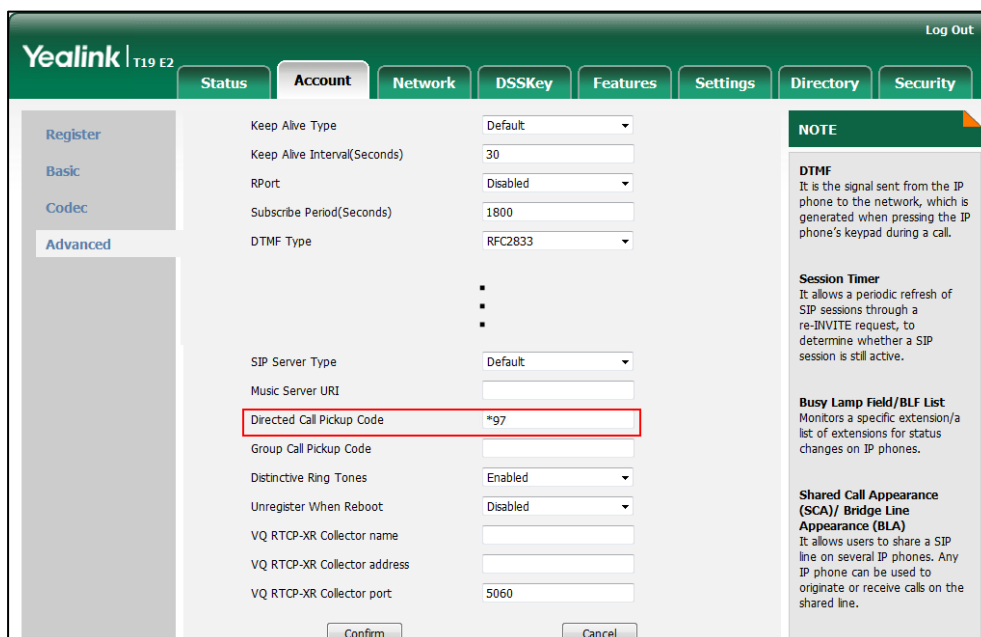 Log Out
Yealink T19 E2
Status Account Network DSSKey Features Settings Directory Security
Register
Basic
Codec
Advanced
Keep Alive Type Default
Keep Alive Interval(Seconds) 30
RPort Disabled
Subscribe Period(Seconds) 1800
DTMF Type RFC2833
SIP Server Type Default
Music Server URI
Directed Call Pickup Code *97
Group Call Pickup Code
Distinctive Ring Tones Enabled
Unregister When Reboot Disabled
VQ RTCP-XR Collector name
VQ RTCP-XR Collector address
VQ RTCP-XR Collector port 5060
Confirm Cancel
NOTE
DTMF
It is the signal sent from the IP
phone to the network, which is
generated when pressing the IP
phone's keypad during a call.
Session Timer
It allows a periodic refresh of
SIP sessions through a
re-INVITE request, to
determine whether a SIP
session is still active.
Busy Lamp Field/BLF List
Monitors a specific extension/a
list of extensions for status
changes on IP phones.
Shared Call Appearance
(SCA)/ Bridge Line
Appearance (BLA)
It allows users to share a SIP
line on several IP phones. Any
IP phone can be used to
originate or receive calls on the
shared line.